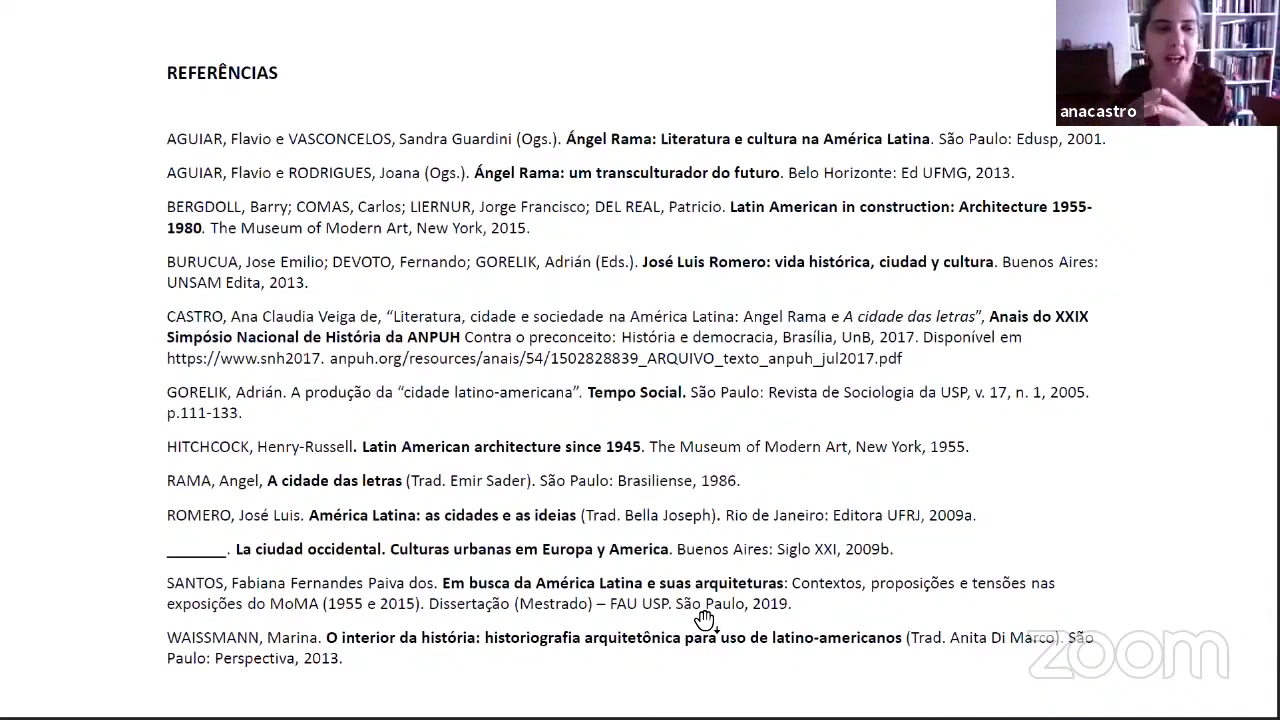 REFERÊNCIAS
anacastro
AGUIAR, Flavio e VASCONCELOS, Sandra Guardini (Ogs.). Ángel Rama: Literatura e cultura na América Latina. São Paulo: Edusp, 2001.
AGUIAR, Flavio e RODRIGUES, Joana (Ogs.). Ángel Rama: um transculturador do futuro. Belo Horizonte: Ed UFMG, 2013.
BERGDOLL, Barry; COMAS, Carlos; LIERNUR, Jorge Francisco; DEL REAL, Patricio. Latin American in construction: Architecture 1955-
1980. The Museum of Modern Art, New York, 2015.
BURUCUA, Jose Emilio; DEVOTO, Fernando; GORELIK, Adrián (Eds.). José Luis Romero: vida histórica, ciudad y cultura. Buenos Aires:
UNSAM Edita, 2013.
CASTRO, Ana Claudia Veiga de, “Literatura, cidade e sociedade na América Latina: Angel Rama e A cidade das letras”, Anais do XXIX
Simpósio Nacional de História da ANPUH Contra o preconceito: História e democracia, Brasília, UnB, 2017. Disponível em
https://www.snh2017. anpuh.org/resources/anais/54/1502828839_ARQUIVO_texto_anpuh_jul2017.pdf
GORELIK, Adrián. A produção da “cidade latino-americana”. Tempo Social. São Paulo: Revista de Sociologia da USP, v. 17, n. 1, 2005.
p.111-133.
HITCHCOCK, Henry-Russell. Latin American architecture since 1945. The Museum of Modern Art, New York, 1955.
RAMA, Angel, A cidade das letras (Trad. Emir Sader). São Paulo: Brasiliense, 1986.
ROMERO, José Luis. América Latina: as cidades e as ideias (Trad. Bella Joseph). Rio de Janeiro: Editora UFRJ, 2009a.
_______. La ciudad occidental. Culturas urbanas em Europa y America. Buenos Aires: Siglo XXI, 2009b.
SANTOS, Fabiana Fernandes Paiva dos. Em busca da América Latina e suas arquiteturas: Contextos, proposições e tensões nas
exposições do MoMA (1955 e 2015). Dissertação (Mestrado) – FAU USP. São Paulo, 2019.
WAISSMANN, Marina. O interior da história: historiografia arquitetônica para uso de latino-americanos (Trad. Anita Di Marco). São
Paulo: Perspectiva, 2013.
zoom